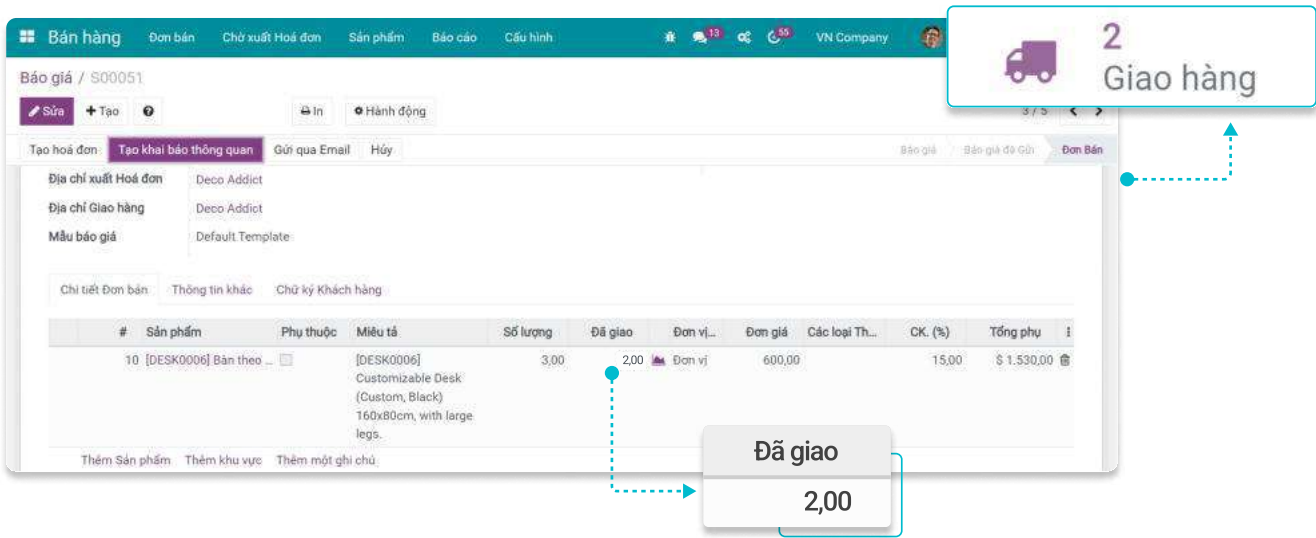 Bán hàng Đơn bán Chờ xuất Hoá đơn Sản phẩm Báo cáo Cấu hình 13 55 VN Company
2
Giao hàng
Báo giá / S00051
Sửa Tạo In Hành động 3 / 5
Tạo hoá đơn Tạo khai báo thông quan Gửi qua Email Hủy Báo giá Báo giá đã Gửi Đơn Bán
Địa chỉ xuất Hoá đơn Deco Addict
Địa chỉ Giao hàng Deco Addict
Mẫu báo giá Default Template
Chi tiết Đơn bán Thông tin khác Chữ ký Khách hàng
# Sản phẩm Phụ thuộc Miêu tả Số lượng Đã giao Đơn vị... Đơn giá Các loại Th... CK. (%) Tổng phụ
10 [DESK0006] Bàn theo ... [DESK0006] 3,00 2,00 Đơn vị 600,00 15,00 $ 1.530,00
Customizable Desk
(Custom, Black)
160x80cm, with large
legs.
Thêm Sản phẩm Thêm khu vực Thêm một ghi chú
Đã giao
2,00